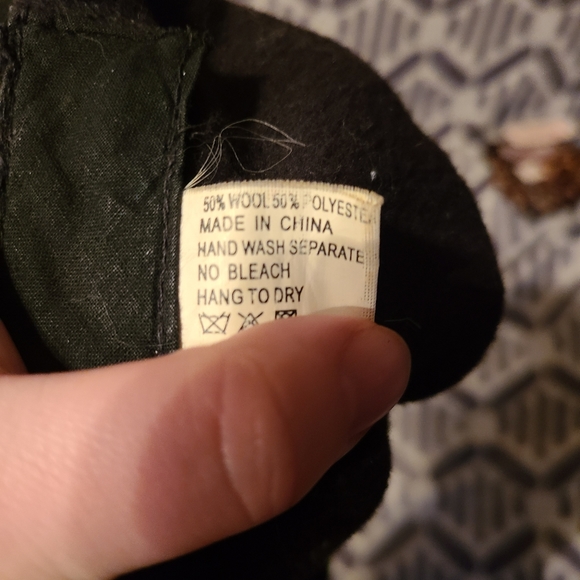 50% WOOL 50% POLYESTER
MADE IN CHINA
HAND WASH SEPARATE
NO BLEACH
HANG TO DRY